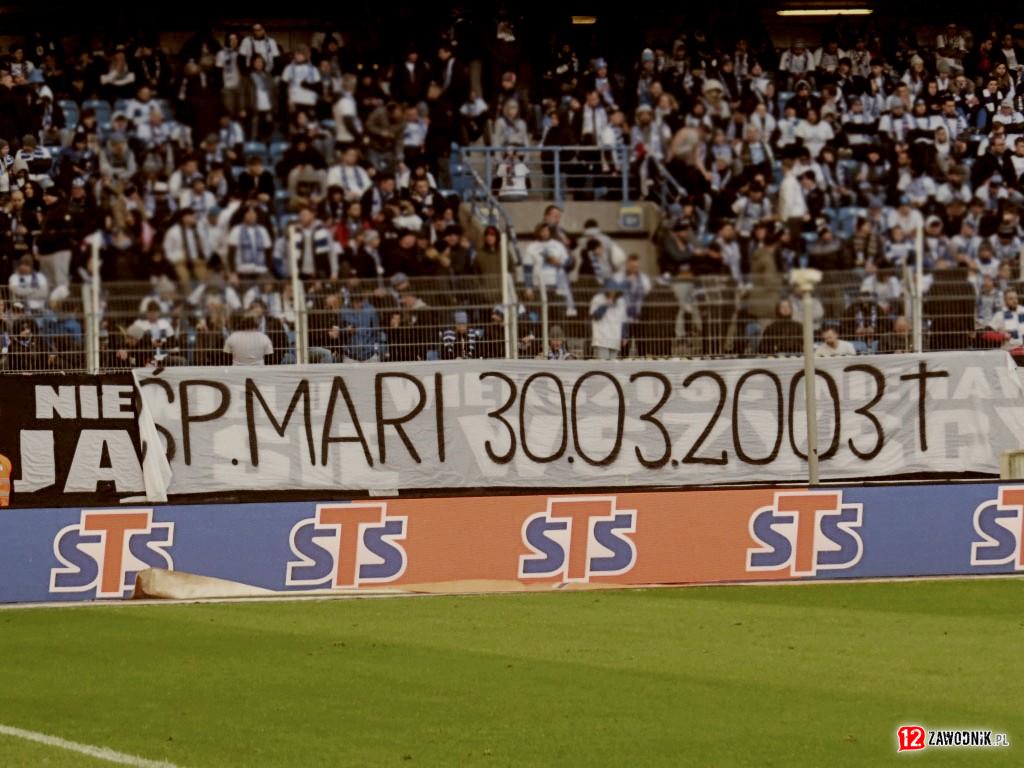 NIE
JA
ŚP. MARI 30.03.2003 †
STS STS STS STS STS
12 ZAWODNIK.PL